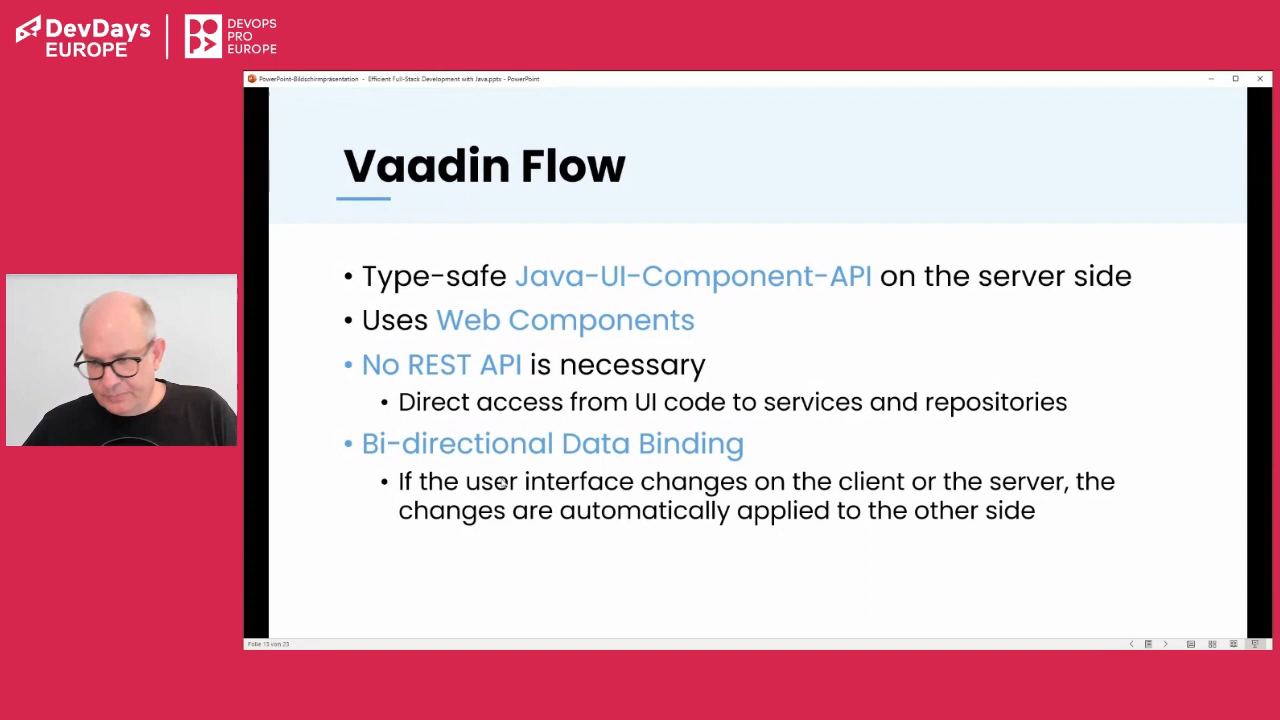 DevDays
EUROPE
DEVOPS
PRO
EUROPE
PowerPoint-Bildschirmpräsentation - Efficient Full-Stack Development with Java.pptx - PowerPoint
Vaadin Flow
• Type-safe Java-UI-Component-API on the server side
• Uses Web Components
• No REST API is necessary
• Direct access from UI code to services and repositories
• Bi-directional Data Binding
• If the user interface changes on the client or the server, the
changes are automatically applied to the other side
Folie 13 von 25